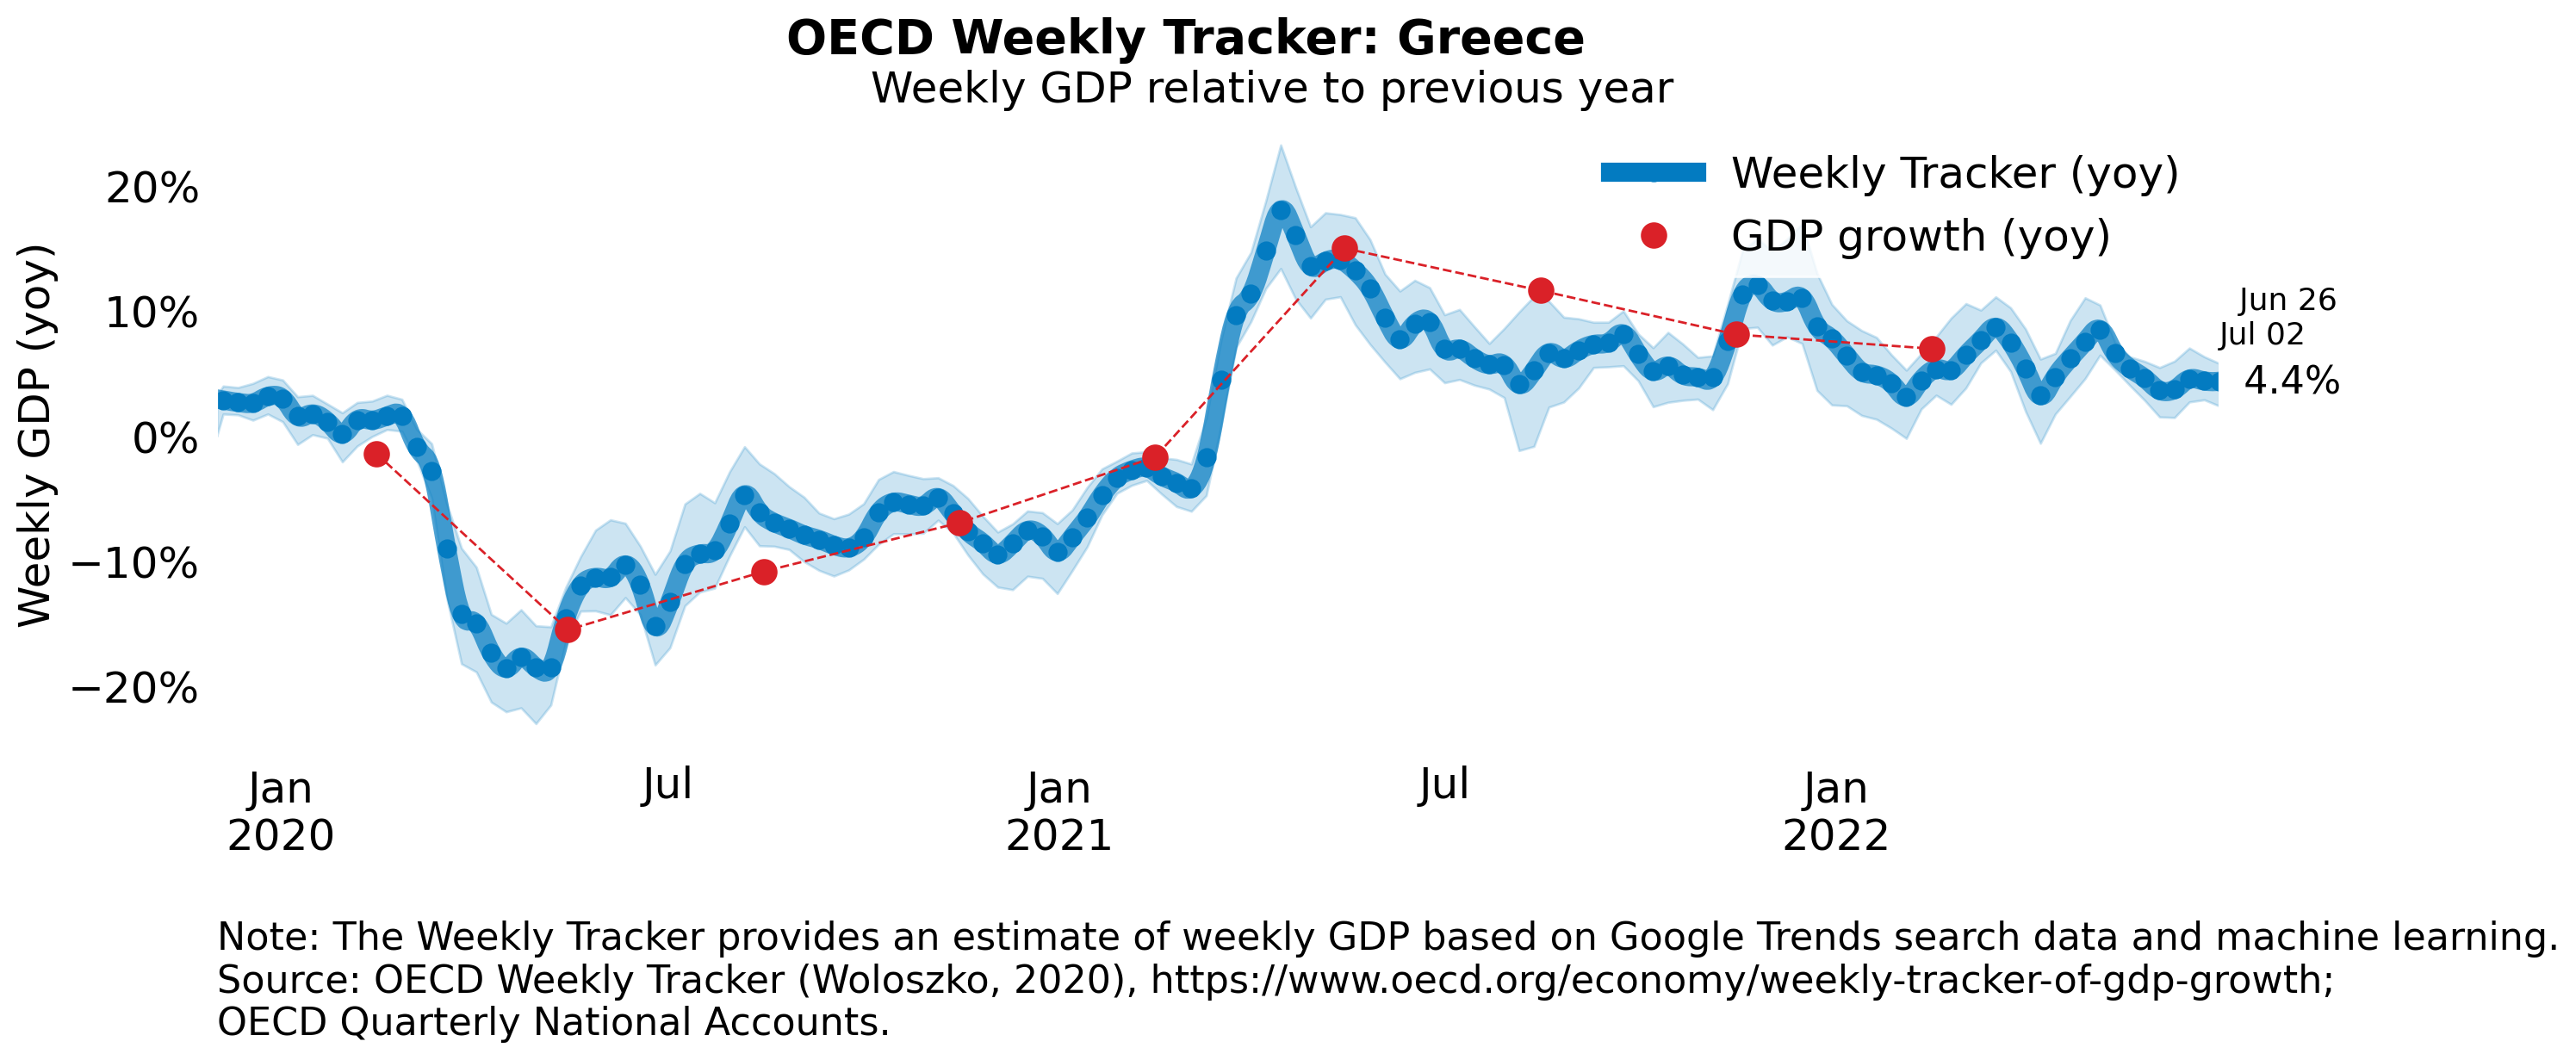 OECD Weekly Tracker: Greece
Weekly GDP relative to previous year
Weekly GDP (yoy)
20%
10%
0%
−10%
−20%
Weekly Tracker (yoy)
GDP growth (yoy)
Jun 26
Jul 02
4.4%
Jan
2020
Jul
Jan
2021
Jul
Jan
2022
Note: The Weekly Tracker provides an estimate of weekly GDP based on Google Trends search data and machine learning.
Source: OECD Weekly Tracker (Woloszko, 2020), https://www.oecd.org/economy/weekly-tracker-of-gdp-growth;
OECD Quarterly National Accounts.